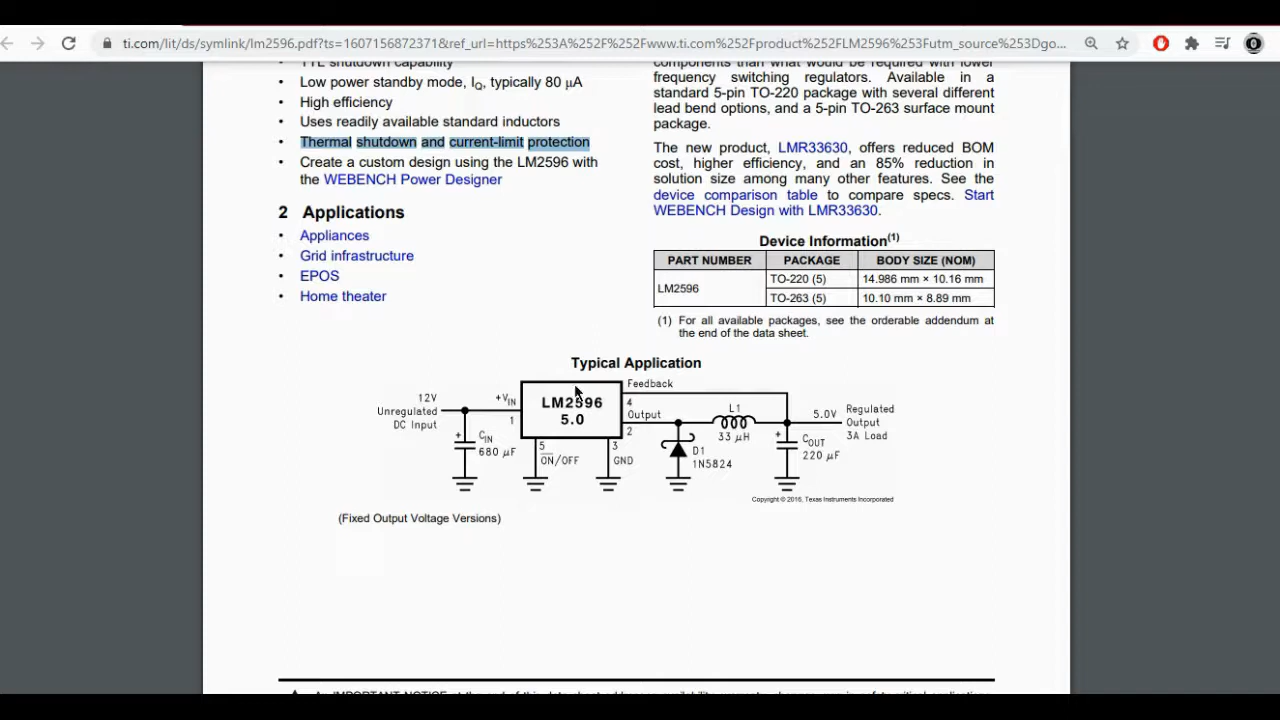 ti.com/lit/ds/symlink/lm2596.pdf?ts=1607156872371&ref_url=https%253A%252F%252Fwww.ti.com%252Fproduct%252FLM2596%253Futm_source%253Dgo...
TTL shutdown capability
• Low power standby mode, IQ, typically 80 μA
• High efficiency
• Uses readily available standard inductors
• Thermal shutdown and current-limit protection
• Create a custom design using the LM2596 with
the WEBENCH Power Designer
2 Applications
• Appliances
• Grid infrastructure
• EPOS
• Home theater
components than what would be required with lower
frequency switching regulators. Available in a
standard 5-pin TO-220 package with several different
lead bend options, and a 5-pin TO-263 surface mount
package.
The new product, LMR33630, offers reduced BOM
cost, higher efficiency, and an 85% reduction in
solution size among many other features. See the
device comparison table to compare specs. Start
WEBENCH Design with LMR33630.
Device Information(1)
PART NUMBER PACKAGE BODY SIZE (NOM)
LM2596
TO-220 (5) 14.986 mm × 10.16 mm
TO-263 (5) 10.10 mm × 8.89 mm
(1) For all available packages, see the orderable addendum at
the end of the data sheet.
Typical Application
12V
Unregulated
DC Input
+VIN
1
+
CIN
680 μF
LM2596
5.0
5
ON/OFF
3
GND
Feedback
4
Output
2
D1
1N5824
L1
33 μH
5.0V
+
COUT
220 μF
Regulated
Output
3A Load
Copyright © 2016, Texas Instruments Incorporated
(Fixed Output Voltage Versions)